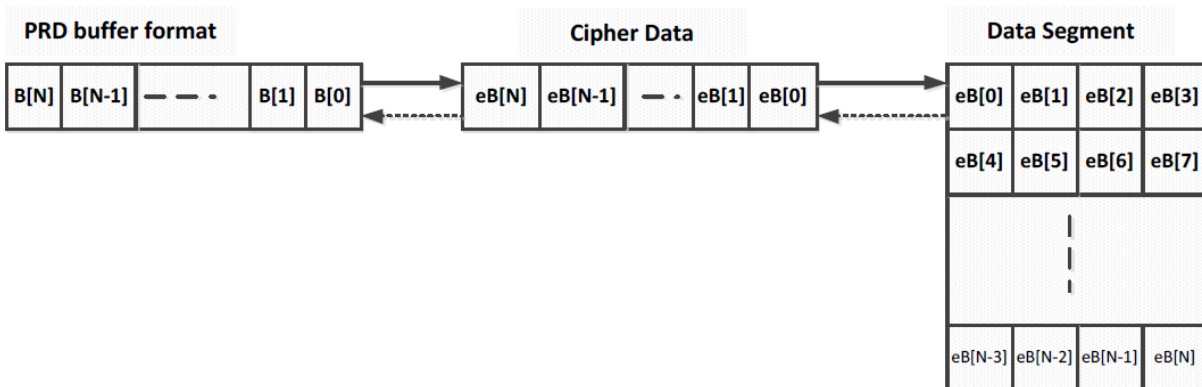 PRD buffer format
Cipher Data
Data Segment
B[N] B[N-1] B[1] B[0]
eB[N] eB[N-1] eB[1] eB[0]
eB[0] eB[1] eB[2] eB[3]
eB[4] eB[5] eB[6] eB[7]
eB[N-3] eB[N-2] eB[N-1] eB[N]